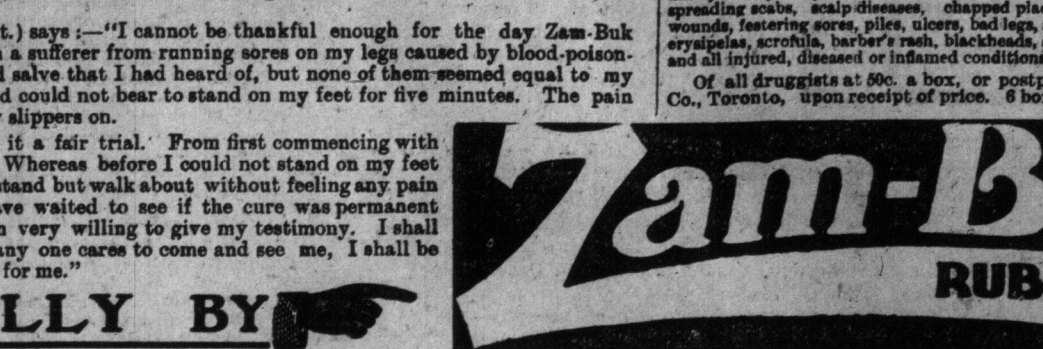 t.) says :—"I cannot be thankful enough for the day Zam-Buk
a sufferer from running sores on my legs caused by blood-poison-
d salve that I had heard of, but none of them seemed equal to my
d could not bear to stand on my feet for five minutes. The pain
slippers on.
it a fair trial. From first commencing with
Whereas before I could not stand on my feet
stand but walk about without feeling any pain
ve waited to see if the cure was permanent
very willing to give my testimony. I shall
any one cares to come and see me, I shall be
for me."
LLY BY
spreading scabs, scalp diseases, chapped pla
wounds, festering sores, piles, ulcers, bad legs,
erysipelas, scrofula, barber's rash, blackheads,
and all injured, diseased or inflamed condition
Of all druggists at 50c. a box, or postp
Co., Toronto, upon receipt of price. 6 bo
Zam-B
RUB